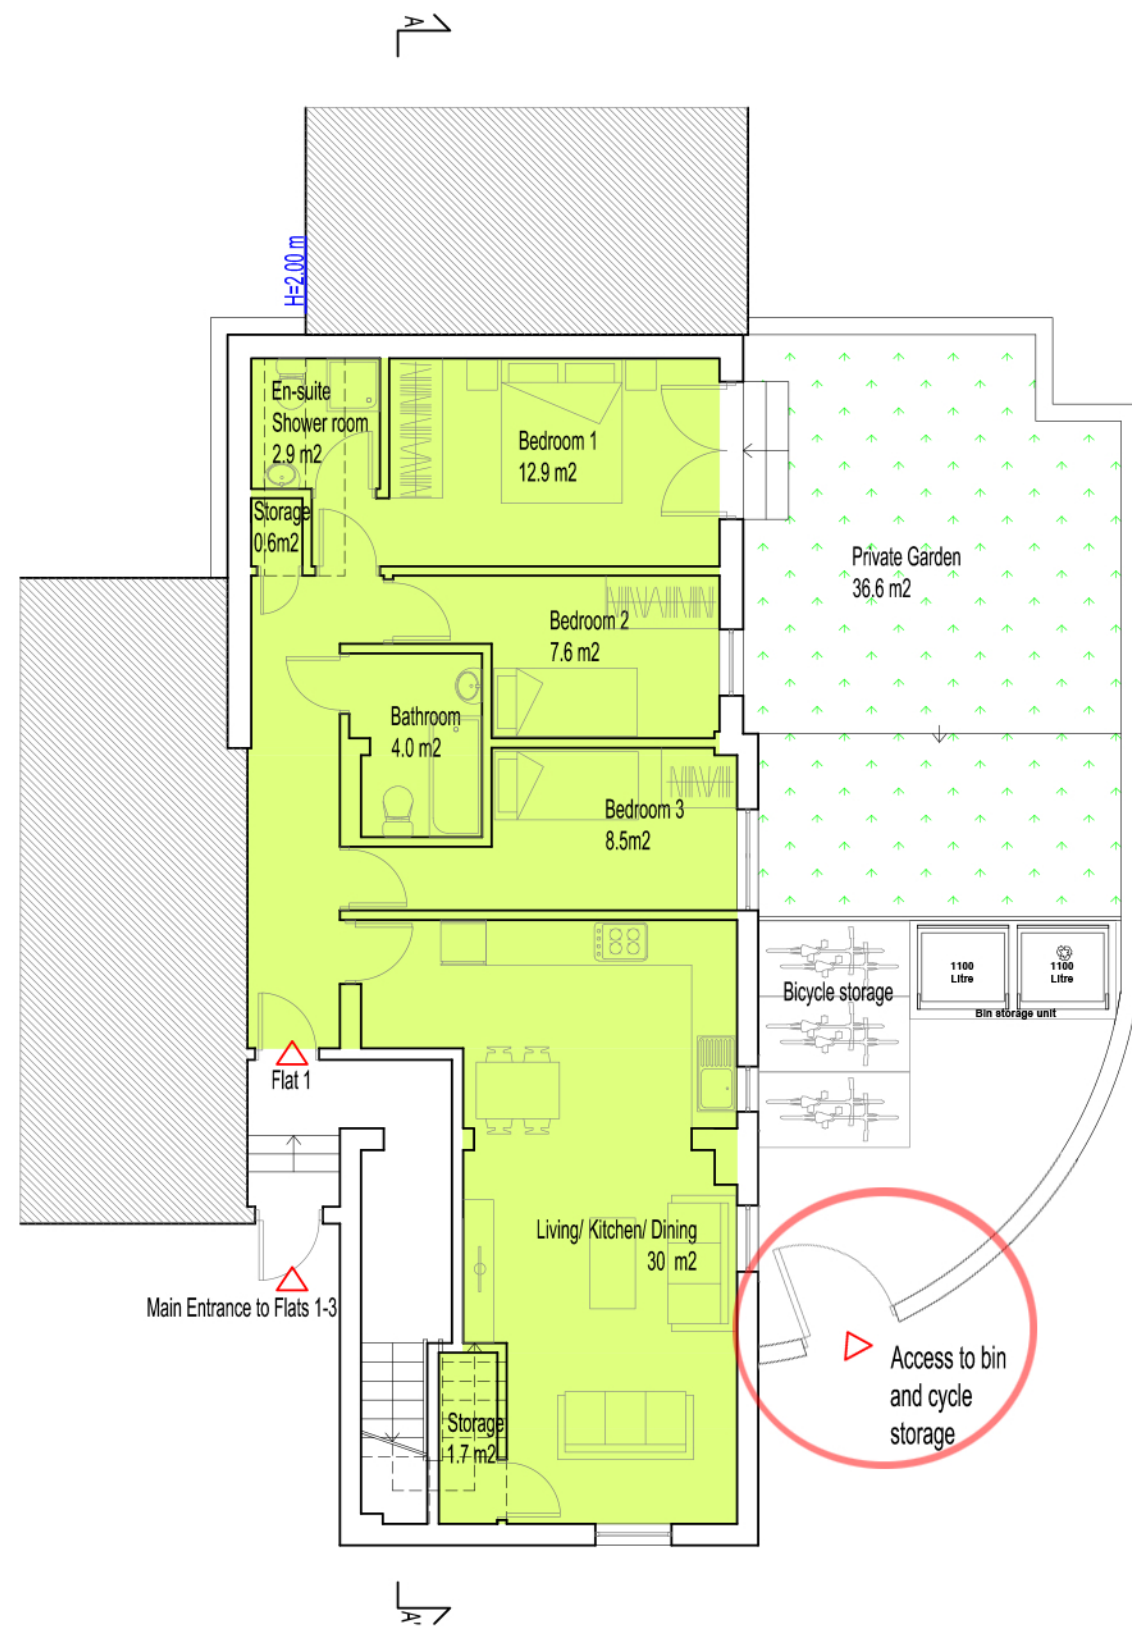 A
H=2.00 m
En-suite
Shower room
2.9 m2
Bedroom 1
12.9 m2
Storage
0.6m2
Private Garden
36.6 m2
Bedroom 2
7.6 m2
Bathroom
4.0 m2
Bedroom 3
8.5m2
1100
Litre
1100
Litre
Bicycle storage
Bin storage unit
Flat 1
Living/ Kitchen/ Dining
30 m2
Main Entrance to Flats 1-3
Access to bin
and cycle
storage
Storage
1.7 m2
A'